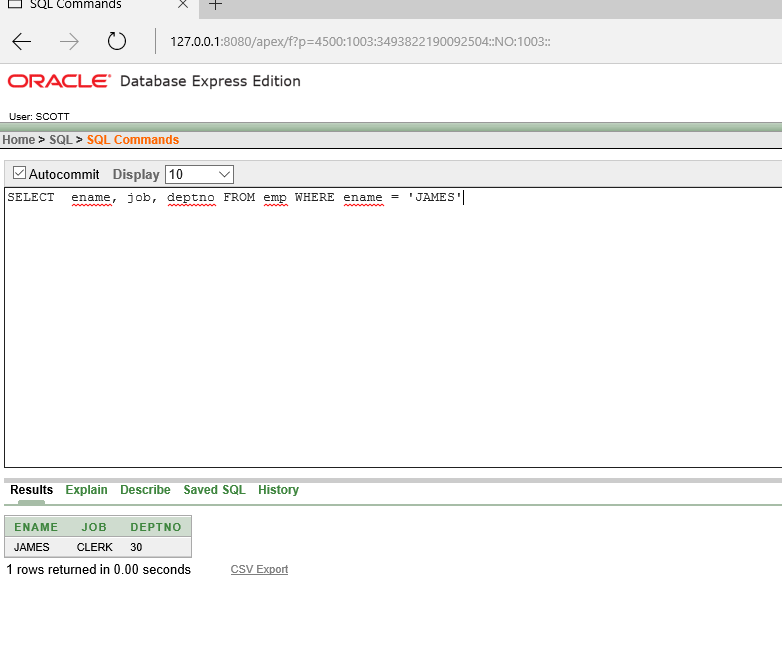 SQL Commands
127.0.0.1:8080/apex/f?p=4500:1003:3493822190092504::NO:1003::
ORACLE Database Express Edition
User: SCOTT
Home > SQL > SQL Commands
Autocommit Display 10
SELECT  ename, job, deptno FROM emp WHERE ename = 'JAMES'
Results Explain Describe Saved SQL History
ENAME JOB DEPTNO
JAMES CLERK 30
1 rows returned in 0.00 seconds CSV Export